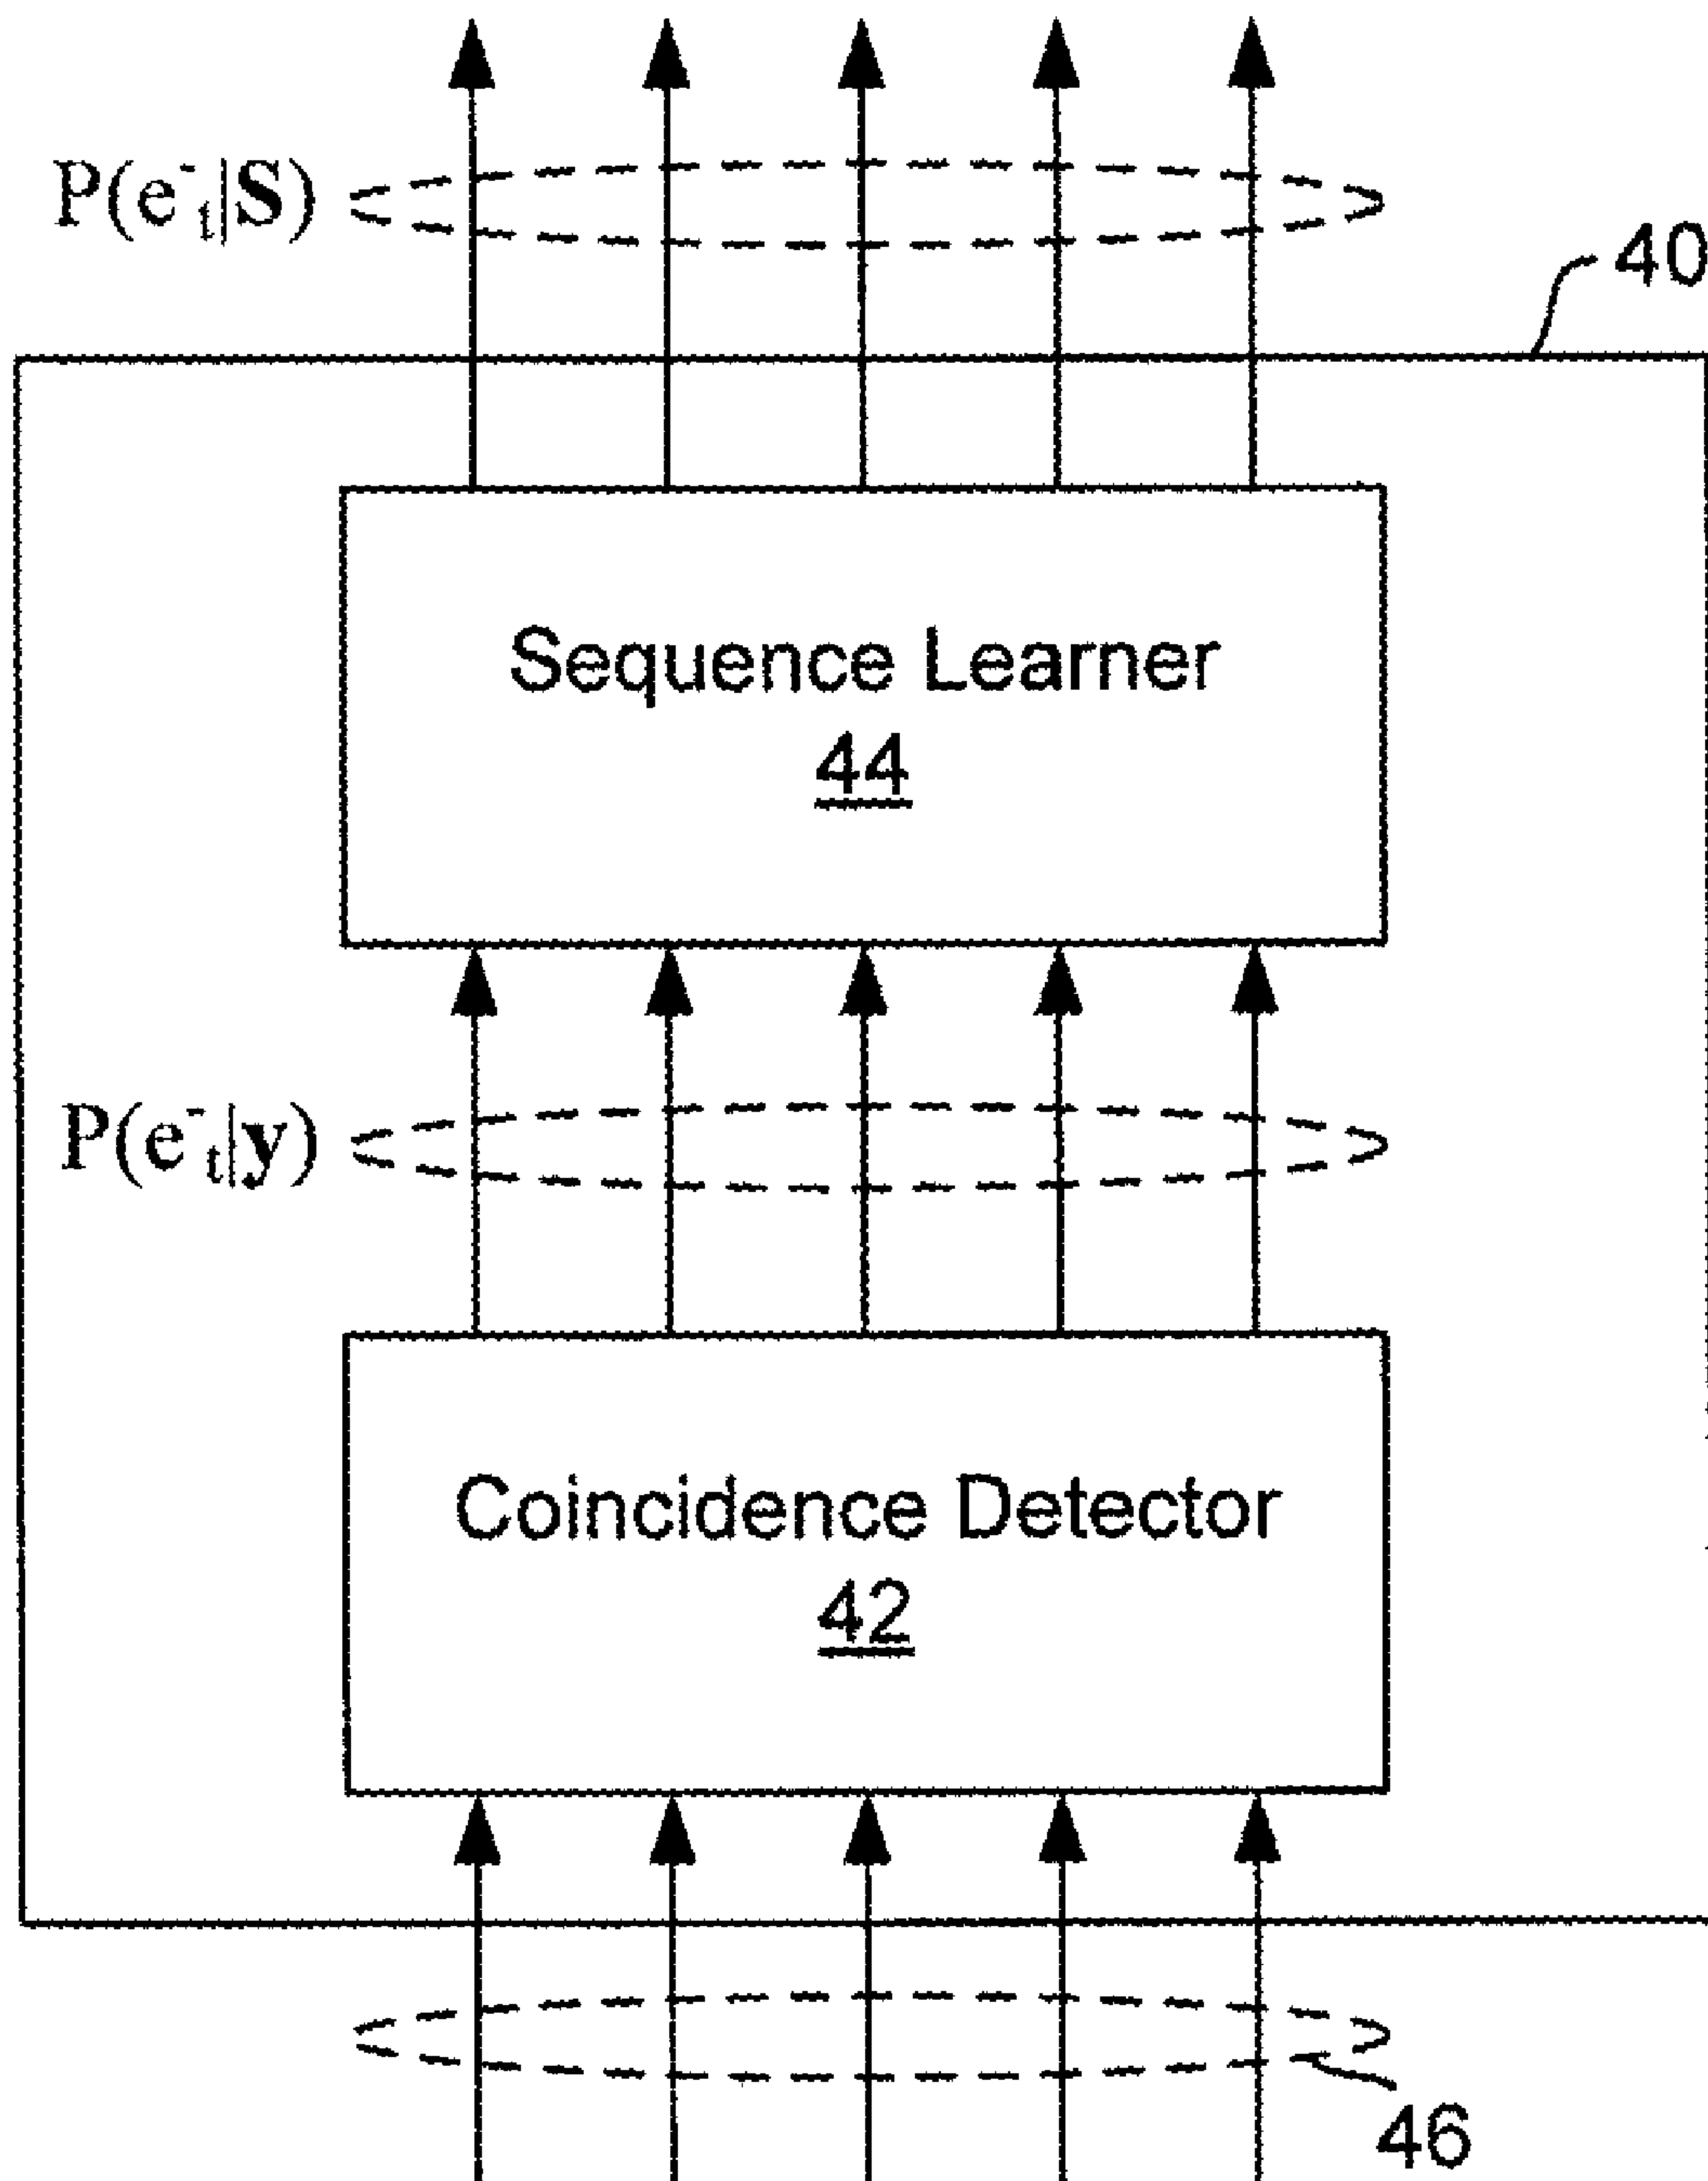 P(e⁻ₜ|S)
40
Sequence Learner
44
P(e⁻ₜ|y)
Coincidence Detector
42
46